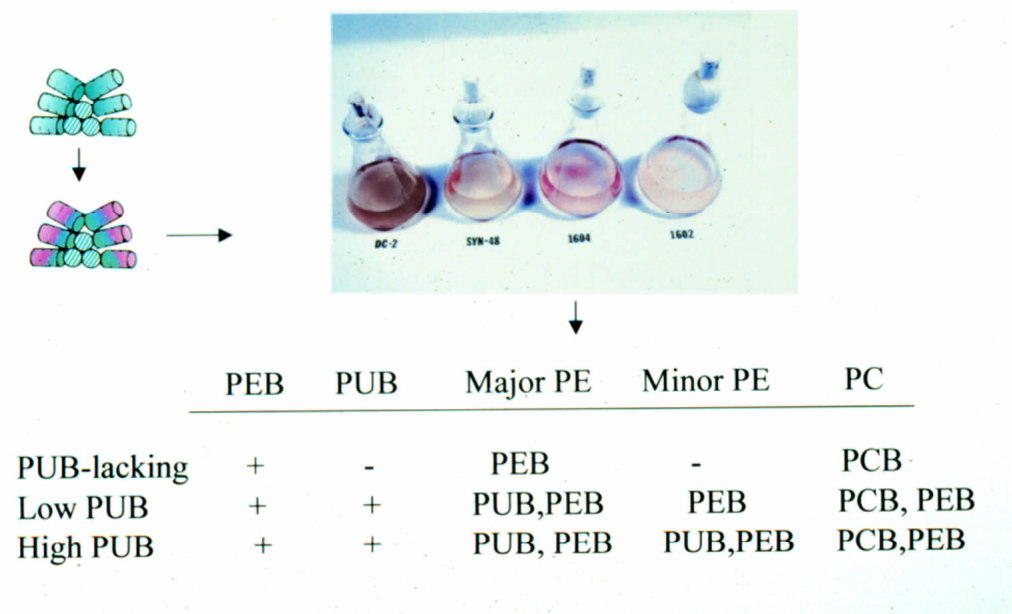 DC-2 SYN-48 1604 1602
PEB PUB Major PE Minor PE PC
PUB-lacking + - PEB - PCB
Low PUB + + PUB,PEB PEB PCB, PEB
High PUB + + PUB, PEB PUB,PEB PCB,PEB